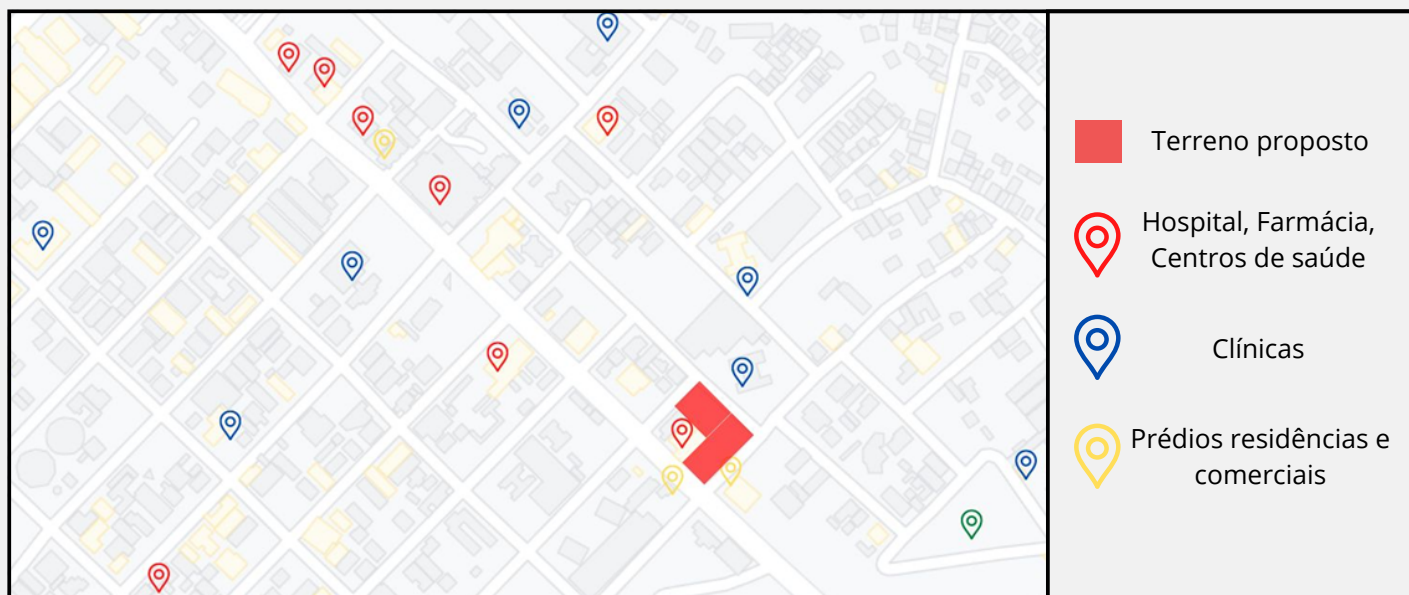 Terreno proposto
Hospital, Farmácia,
Centros de saúde
Clínicas
Prédios residências e
comerciais